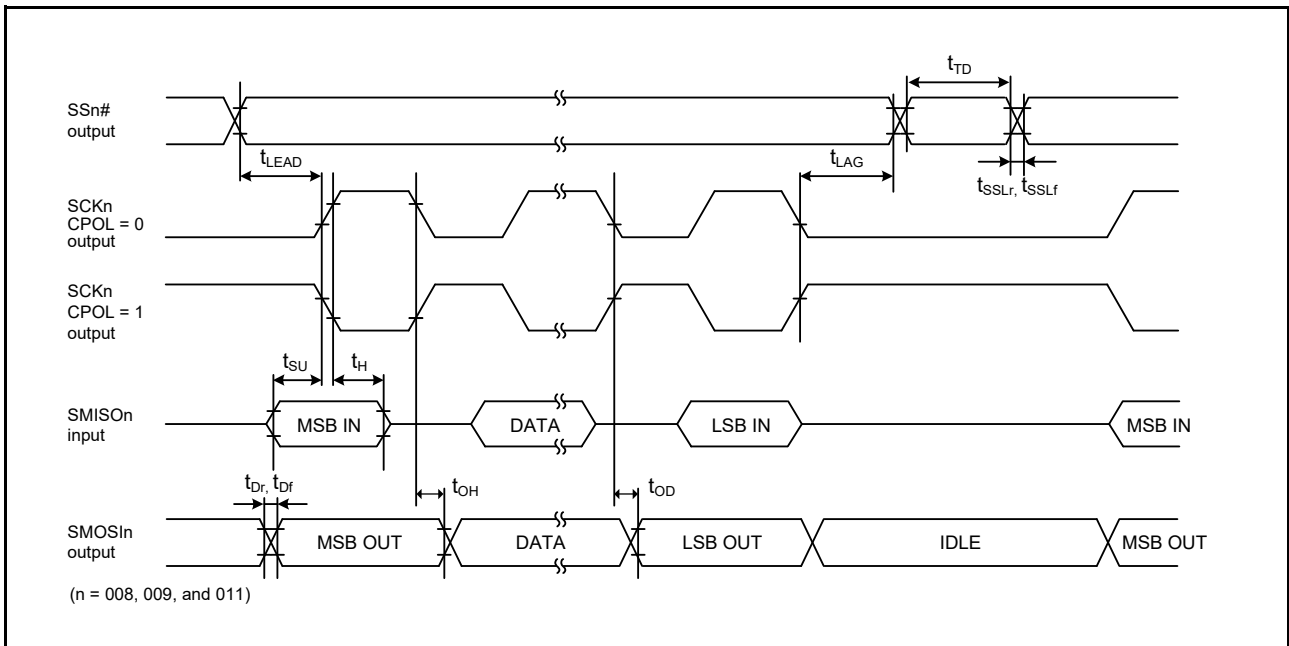 tTD
SSn#
output
tLEAD
tLAG
tSSLr, tSSLf
SCKn
CPOL = 0
output
SCKn
CPOL = 1
output
tSU
tH
SMISOn
input
MSB IN
DATA
LSB IN
MSB IN
tDr, tDf
tOH
tOD
SMOSIn
output
MSB OUT
DATA
LSB OUT
IDLE
MSB OUT
(n = 008, 009, and 011)